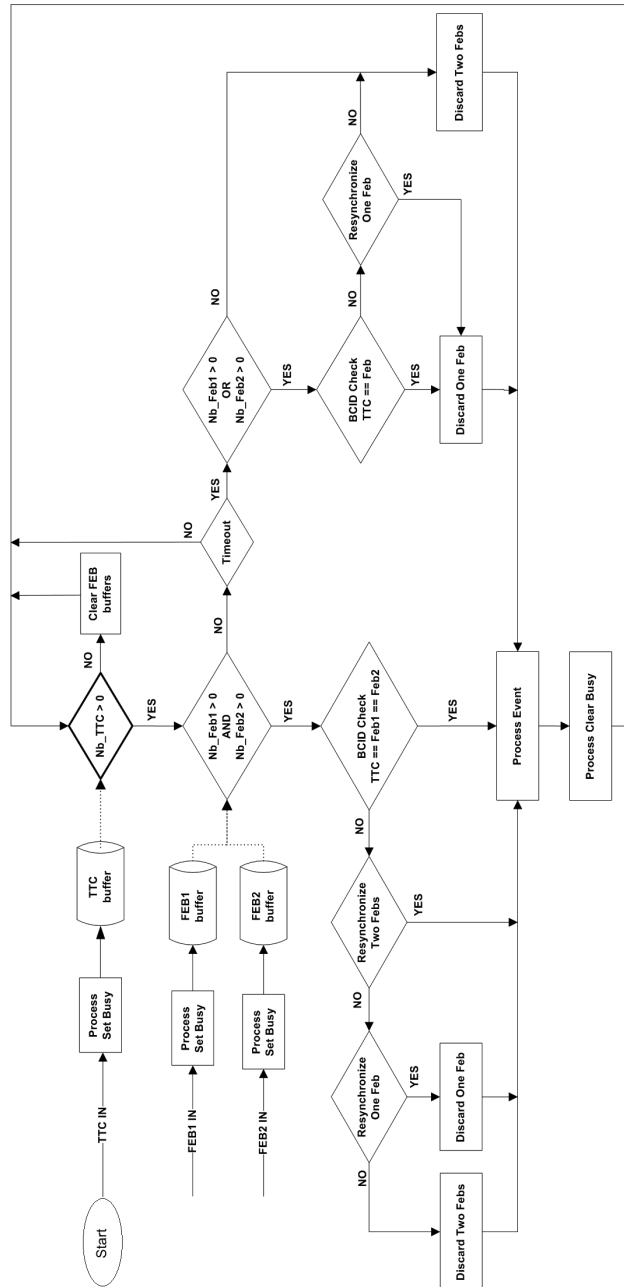 Start
TTC IN
Process
Set Busy
TTC
buffer
Nb_TTC > 0
NO
Clear FEB
buffers
YES
FEB1 IN
Process
Set Busy
FEB1
buffer
FEB2 IN
Process
Set Busy
FEB2
buffer
Nb_Feb1 > 0
AND
Nb_Feb2 > 0
NO
Timeout
NO
YES
Nb_Feb1 > 0
OR
Nb_Feb2 > 0
NO
YES
YES
BCID Check
TTC == Feb1 == Feb2
NO
YES
BCID Check
TTC == Feb
NO
YES
Resynchronize
One Feb
NO
YES
Resynchronize
Two Febs
NO
YES
Resynchronize
One Feb
NO
YES
Discard Two Febs
Discard One Feb
Process Event
Discard One Feb
Discard Two Febs
Process Clear Busy